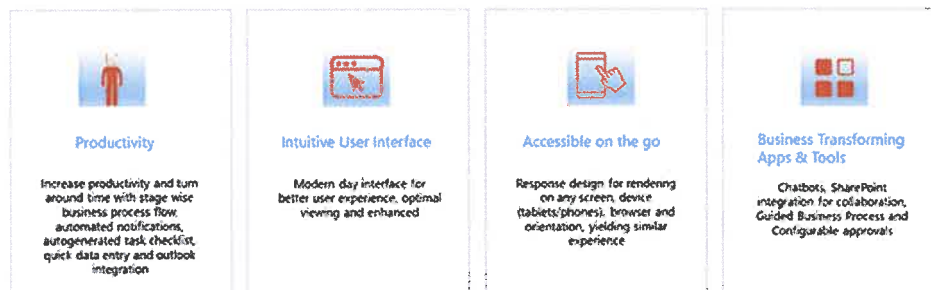 Productivity
Increase productivity and turn
around time with stage wise
business process flow,
automated notifications,
autogenerated task checklist,
quick data entry and outlook
integration
Intuitive User Interface
Modern day interface for
better user experience, optimal
viewing and enhanced
Accessible on the go
Response design for rendering
on any screen, device
(tablets/phones), browser and
orientation, yielding similar
experience
Business Transforming
Apps & Tools
Chatbots, SharePoint
integration for collaboration,
Guided Business Process and
Configurable approvals